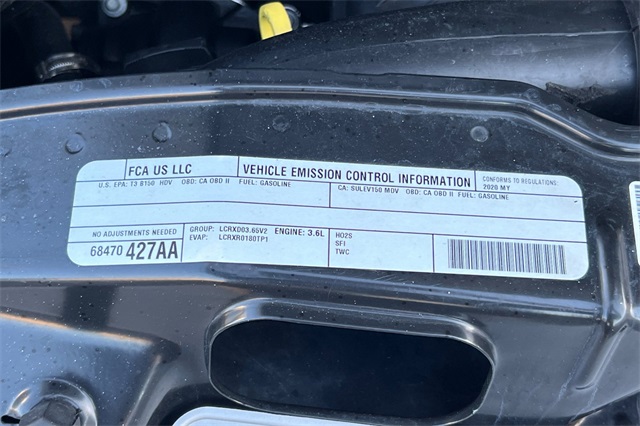 FCA US LLC
VEHICLE EMISSION CONTROL INFORMATION
CONFORMS TO REGULATIONS:
2020 MY
U.S. EPA: T3 B150 HDV OBD: CA OBD II FUEL: GASOLINE
CA: SULEV150 MDV OBD: CA OBD II FUEL: GASOLINE
NO ADJUSTMENTS NEEDED
68470 427AA
GROUP: LCRXD03.65V2 ENGINE: 3.6L
EVAP: LCRXR0180TP1
HO2S
SFI
TWC